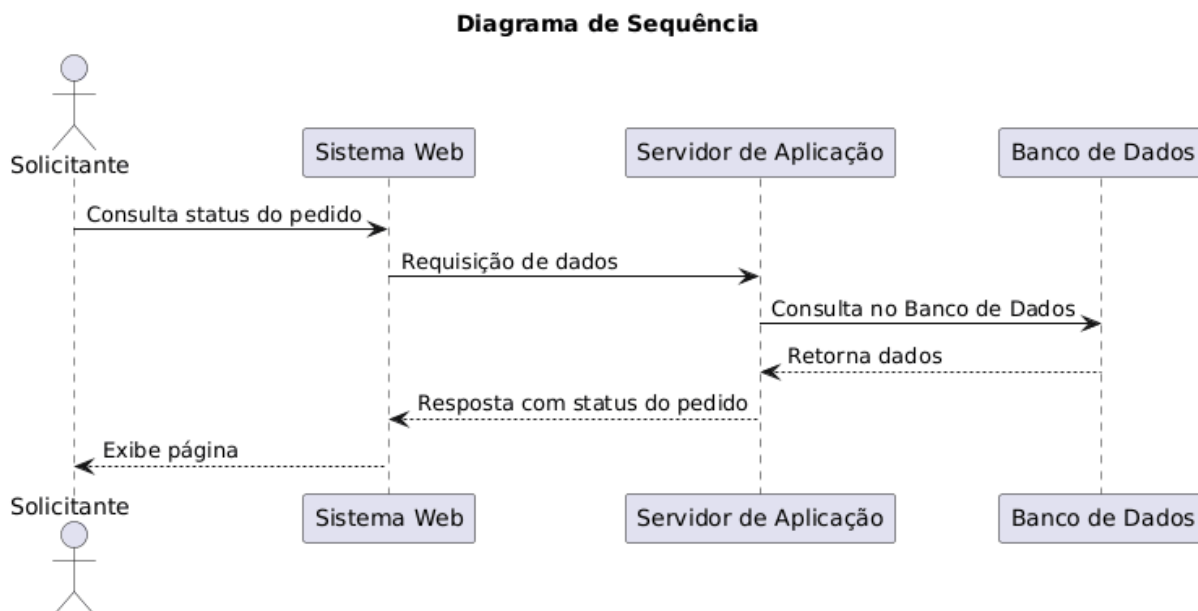 Diagrama de Sequência
Solicitante
Sistema Web
Servidor de Aplicação
Banco de Dados
Consulta status do pedido
Requisição de dados
Consulta no Banco de Dados
Retorna dados
Resposta com status do pedido
Exibe página
Solicitante
Sistema Web
Servidor de Aplicação
Banco de Dados